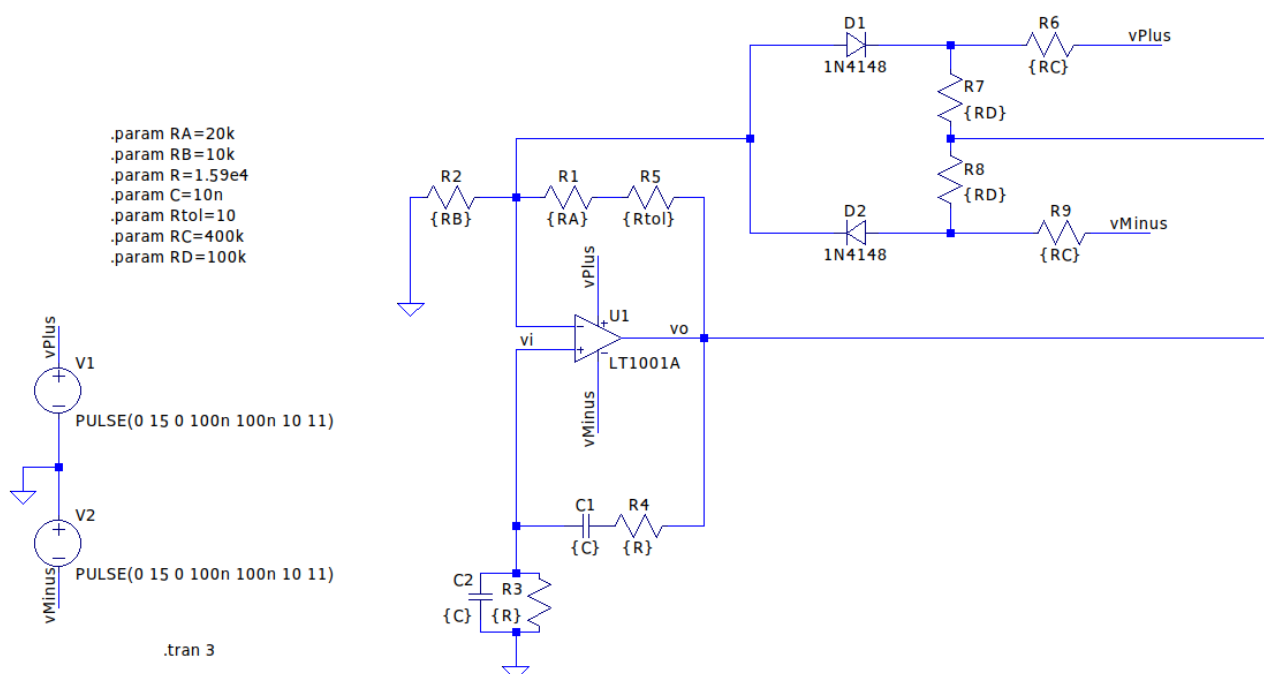 D1
1N4148
R6
{RC}
vPlus
R7
{RD}
R8
{RD}
D2
1N4148
R9
{RC}
vMinus
.param RA=20k
.param RB=10k
.param R=1.59e4
.param C=10n
.param Rtol=10
.param RC=400k
.param RD=100k
R2
{RB}
R1
{RA}
R5
{Rtol}
vPlus
U1
vi
vo
LT1001A
vMinus
vPlus
V1
PULSE(0 15 0 100n 100n 10 11)
V2
PULSE(0 15 0 100n 100n 10 11)
vMinus
C1
{C}
R4
{R}
C2
{C}
R3
{R}
.tran 3